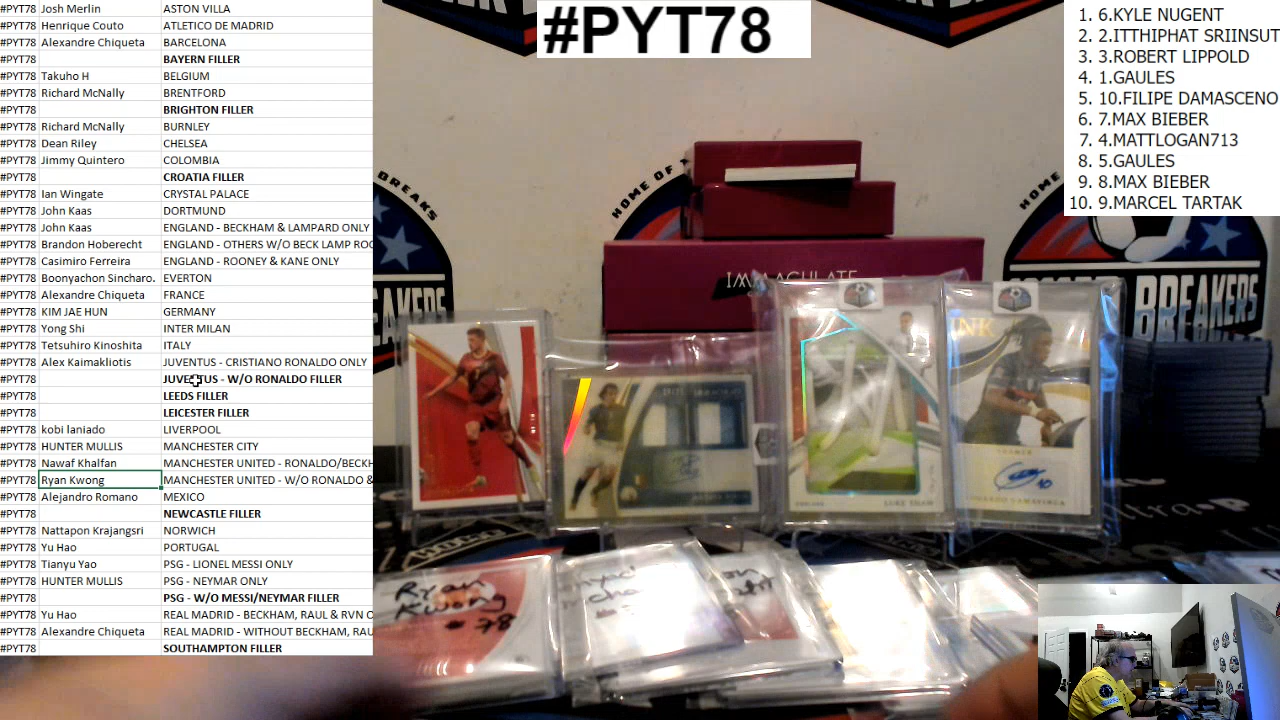 #PYT78 Josh Merlin ASTON VILLA
#PYT78 Henrique Couto ATLETICO DE MADRID
#PYT78 Alexandre Chiqueta BARCELONA
#PYT78 BAYERN FILLER
#PYT78 Takuho H BELGIUM
#PYT78 Richard McNally BRENTFORD
#PYT78 BRIGHTON FILLER
#PYT78 Richard McNally BURNLEY
#PYT78 Dean Riley CHELSEA
#PYT78 Jimmy Quintero COLOMBIA
#PYT78 CROATIA FILLER
#PYT78 Ian Wingate CRYSTAL PALACE
#PYT78 John Kaas DORTMUND
#PYT78 John Kaas ENGLAND - BECKHAM & LAMPARD ONLY
#PYT78 Brandon Hoberecht ENGLAND - OTHERS W/O BECK LAMP ROO
#PYT78 Casimiro Ferreira ENGLAND - ROONEY & KANE ONLY
#PYT78 Boonyachon Sincharo. EVERTON
#PYT78 Alexandre Chiqueta FRANCE
#PYT78 KIM JAE HUN GERMANY
#PYT78 Yong Shi INTER MILAN
#PYT78 Tetsuhiro Kinoshita ITALY
#PYT78 Alex Kaimakliotis JUVENTUS - CRISTIANO RONALDO ONLY
#PYT78 JUVENTUS - W/O RONALDO FILLER
#PYT78 LEEDS FILLER
#PYT78 LEICESTER FILLER
#PYT78 kobi laniado LIVERPOOL
#PYT78 HUNTER MULLIS MANCHESTER CITY
#PYT78 Nawaf Khalfan MANCHESTER UNITED - RONALDO/BECKH
#PYT78 Ryan Kwong MANCHESTER UNITED - W/O RONALDO &
#PYT78 Alejandro Romano MEXICO
#PYT78 NEWCASTLE FILLER
#PYT78 Nattapon Krajangsri NORWICH
#PYT78 Yu Hao PORTUGAL
#PYT78 Tianyu Yao PSG - LIONEL MESSI ONLY
#PYT78 HUNTER MULLIS PSG - NEYMAR ONLY
#PYT78 PSG - W/O MESSI/NEYMAR FILLER
#PYT78 Yu Hao REAL MADRID - BECKHAM, RAUL & RVN O
#PYT78 Alexandre Chiqueta REAL MADRID - WITHOUT BECKHAM, RAU
#PYT78 SOUTHAMPTON FILLER
#PYT78
1. 6.KYLE NUGENT
2. 2.ITTHIPHAT SRIINSUT
3. 3.ROBERT LIPPOLD
4. 1.GAULES
5. 10.FILIPE DAMASCENO
6. 7.MAX BIEBER
7. 4.MATTLOGAN713
8. 5.GAULES
9. 8.MAX BIEBER
10. 9.MARCEL TARTAK
BREAKS
HOME OF
HOME
IMMACULATE
BREAKERS
INK
LUKE SHAW
Ryan
Kwong
#78